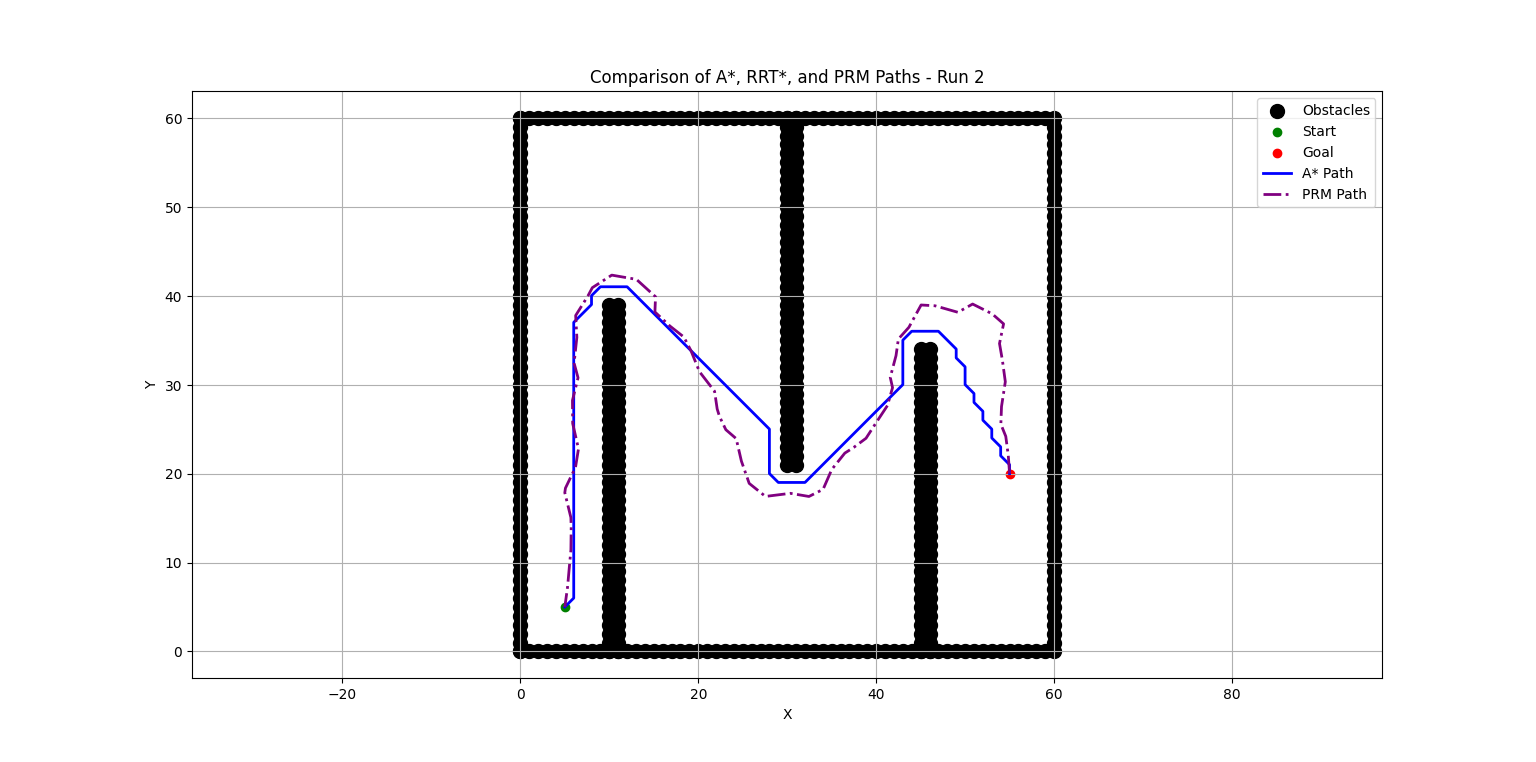 Comparison of A*, RRT*, and PRM Paths - Run 2
Obstacles
Start
Goal
A* Path
PRM Path
60
50
40
30
20
10
0
Y
−20
0
20
40
60
80
X